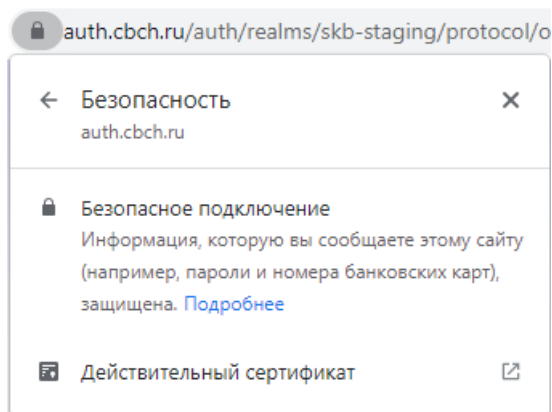 auth.cbch.ru/auth/realms/skb-staging/protocol/o
Безопасность
auth.cbch.ru
Безопасное подключение
Информация, которую вы сообщаете этому сайту
(например, пароли и номера банковских карт),
защищена. Подробнее
Действительный сертификат